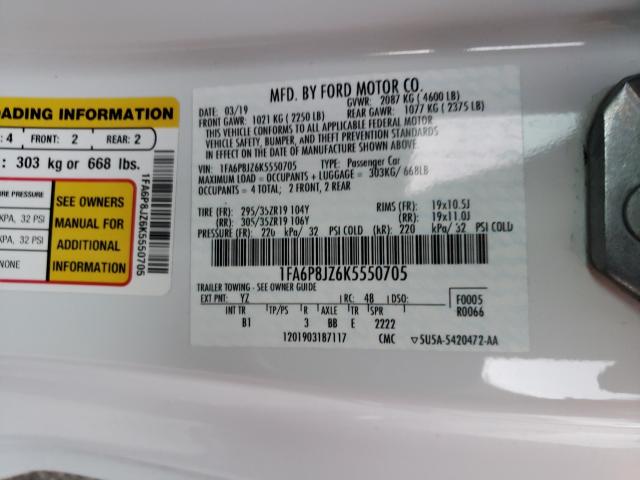 OADING INFORMATION
: 4 FRONT: 2 REAR: 2
: 303 kg or 668 lbs.
RE PRESSURE
KPA, 32 PSI
KPA, 32 PSI
NONE
SEE OWNERS
MANUAL FOR
ADDITIONAL
INFORMATION
1FA6P8JZ6K5550705
MFD. BY FORD MOTOR CO.
DATE: 03/19 GVWR: 2087 KG (4600 LB)
FRONT GAWR: 1021 KG (2250 LB) REAR GAWR: 1077 KG (2375 LB)
THIS VEHICLE CONFORMS TO ALL APPLICABLE FEDERAL MOTOR
VEHICLE SAFETY, BUMPER, AND THEFT PREVENTION STANDARDS
IN EFFECT ON THE DATE OF MANUFACTURE SHOWN ABOVE.
VEHICLE VIN: 1FA6P8JZ6K5550705 TYPE: Passenger Car
MAXIMUM LOAD = OCCUPANTS + LUGGAGE = 303KG/ 668LB
OCCUPANTS = 4 TOTAL; 2 FRONT, 2 REAR
TIRE (FR) 295/35ZR19 104Y RIMS (FR) 19x10.5J
(RR) 305/35ZR19 106Y (RR) 19x11.0J
PRESSURE (FR) 220 kPa/ 32 PSI COLD (RR) 220 kPa/ 32 PSI COLD
1FA6P8JZ6K5550705
TRAILER TOWING - SEE OWNER GUIDE
EXT PNT: YZ RC: 48 DSO: F0005
INT TR TP/PS R AXLE TR SPR R0066
B1 3 BB E 2222
1201903187117 CMC ▽5U5A-5420472-AA